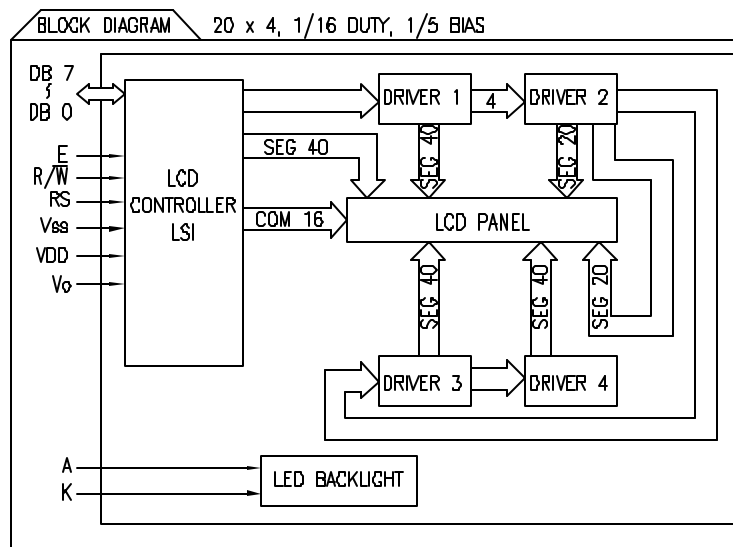 BLOCK DIAGRAM
20 x 4, 1/16 DUTY, 1/5 BIAS
DB 7
DB 0
E
R/W̅
RS
Vss
VDD
Vo
LCD
CONTROLLER
LSI
SEG 40
COM 16
DRIVER 1
4
DRIVER 2
SEG 40
SEG 20
LCD PANEL
SEG 40
SEG 40
SEG 20
DRIVER 3
DRIVER 4
A
K
LED BACKLIGHT